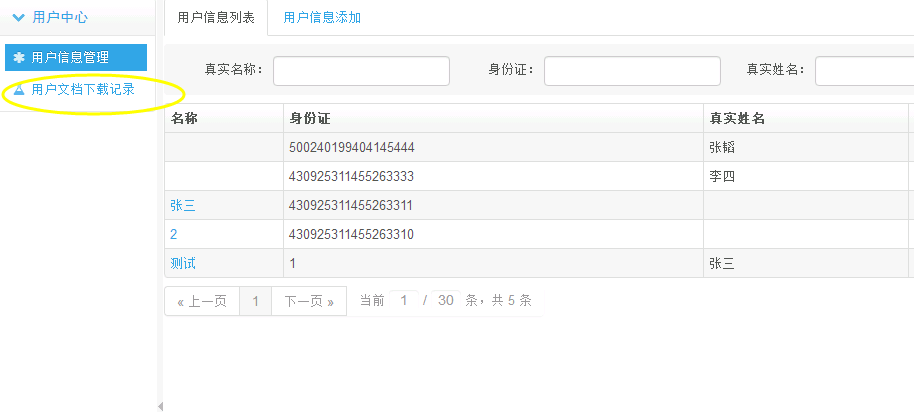 用户中心
用户信息管理
用户文档下载记录
用户信息列表 用户信息添加
真实名称： 身份证： 真实姓名：
名称 身份证 真实姓名
500240199404145444 张韬
430925311455263333 李四
张三 430925311455263311
2 430925311455263310
测试 1 张三
« 上一页 1 下一页 » 当前 1 / 30 条，共 5 条